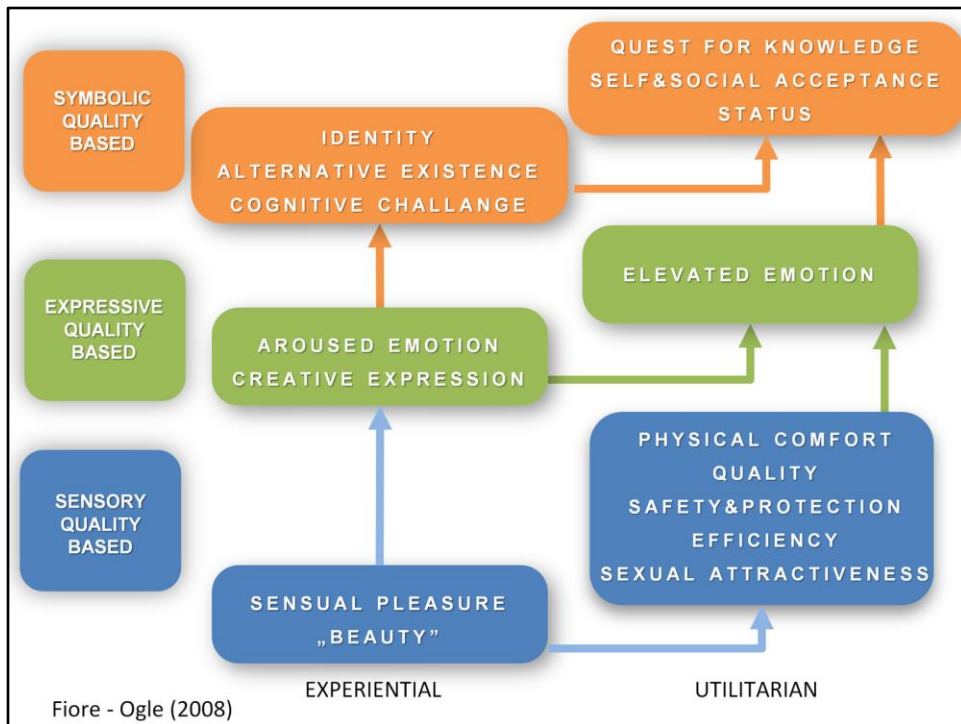 SYMBOLIC
QUALITY
BASED
QUEST FOR KNOWLEDGE
SELF&SOCIAL ACCEPTANCE
STATUS
IDENTITY
ALTERNATIVE EXISTENCE
COGNITIVE CHALLANGE
EXPRESSIVE
QUALITY
BASED
ELEVATED EMOTION
AROUSED EMOTION
CREATIVE EXPRESSION
SENSORY
QUALITY
BASED
PHYSICAL COMFORT
QUALITY
SAFETY&PROTECTION
EFFICIENCY
SEXUAL ATTRACTIVENESS
SENSUAL PLEASURE
„BEAUTY”
EXPERIENTIAL
UTILITARIAN
Fiore - Ogle (2008)